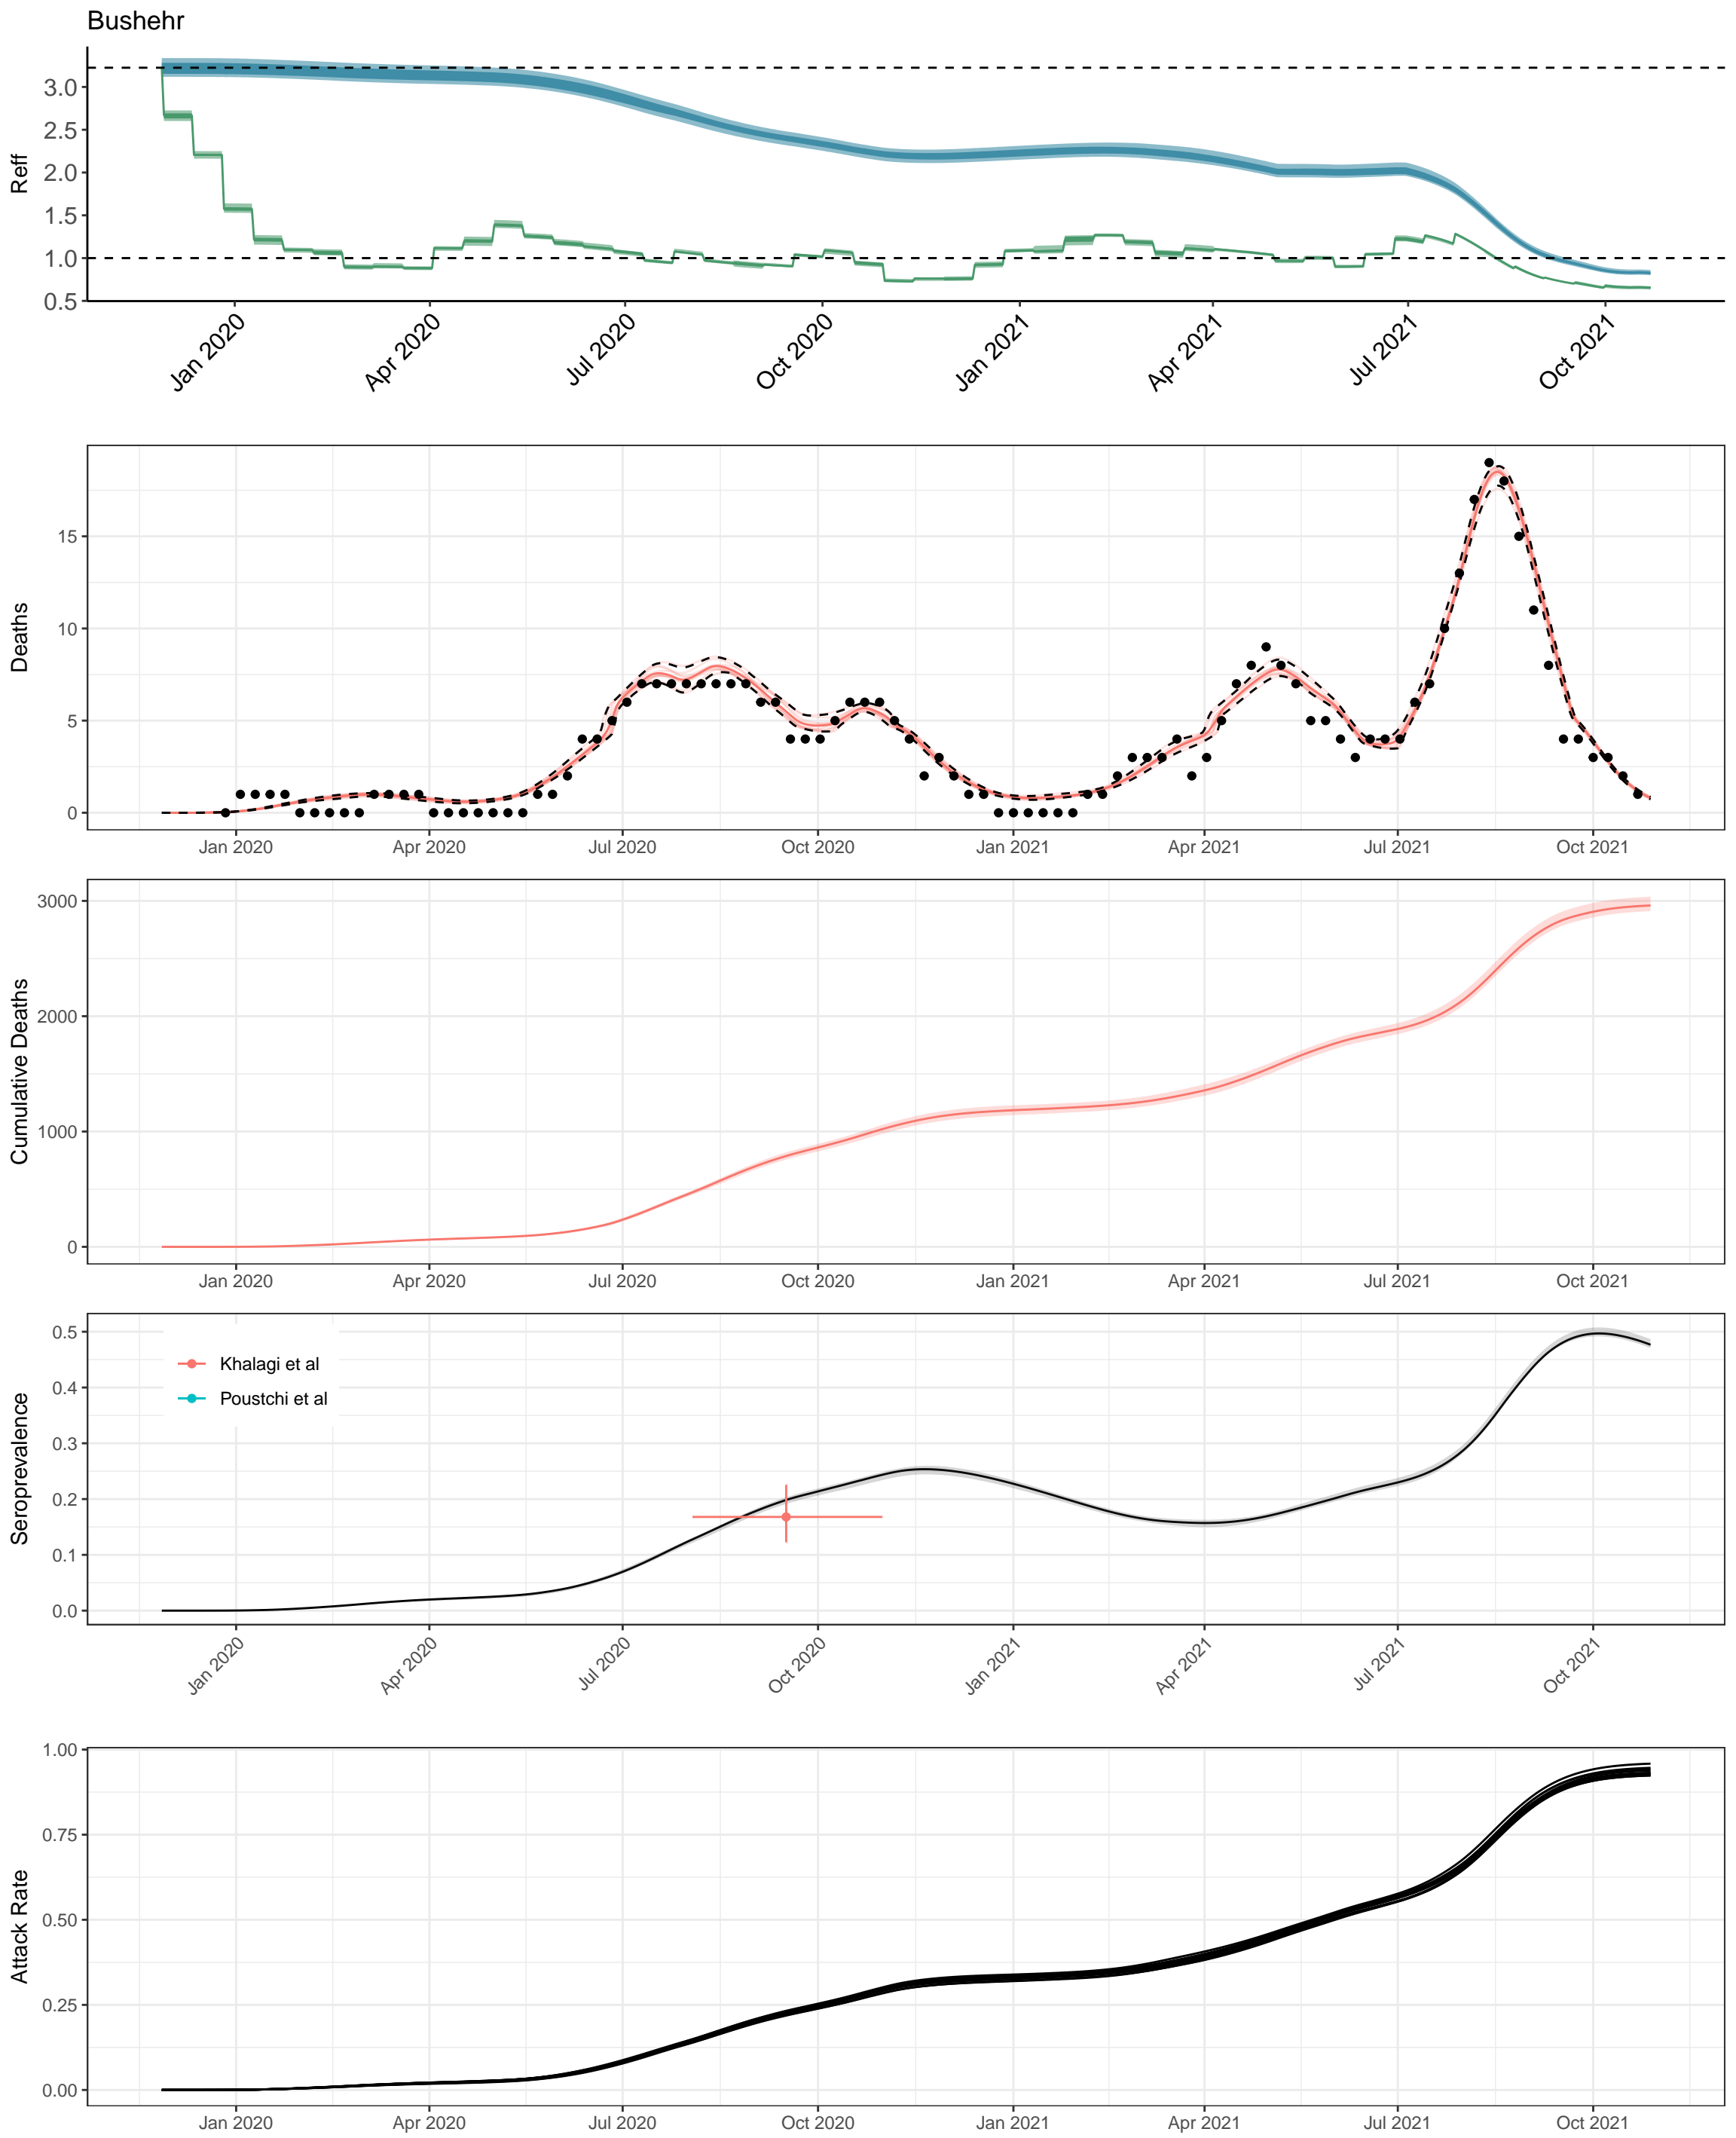 Bushehr
Reff
3.0
2.5
2.0
1.5
1.0
0.5
Jan 2020 Apr 2020 Jul 2020 Oct 2020 Jan 2021 Apr 2021 Jul 2021 Oct 2021
Deaths
15
10
5
0
Jan 2020 Apr 2020 Jul 2020 Oct 2020 Jan 2021 Apr 2021 Jul 2021 Oct 2021
Cumulative Deaths
3000
2000
1000
0
Jan 2020 Apr 2020 Jul 2020 Oct 2020 Jan 2021 Apr 2021 Jul 2021 Oct 2021
Seroprevalence
0.5
0.4
0.3
0.2
0.1
0.0
Khalagi et al
Poustchi et al
Jan 2020 Apr 2020 Jul 2020 Oct 2020 Jan 2021 Apr 2021 Jul 2021 Oct 2021
Attack Rate
1.00
0.75
0.50
0.25
0.00
Jan 2020 Apr 2020 Jul 2020 Oct 2020 Jan 2021 Apr 2021 Jul 2021 Oct 2021